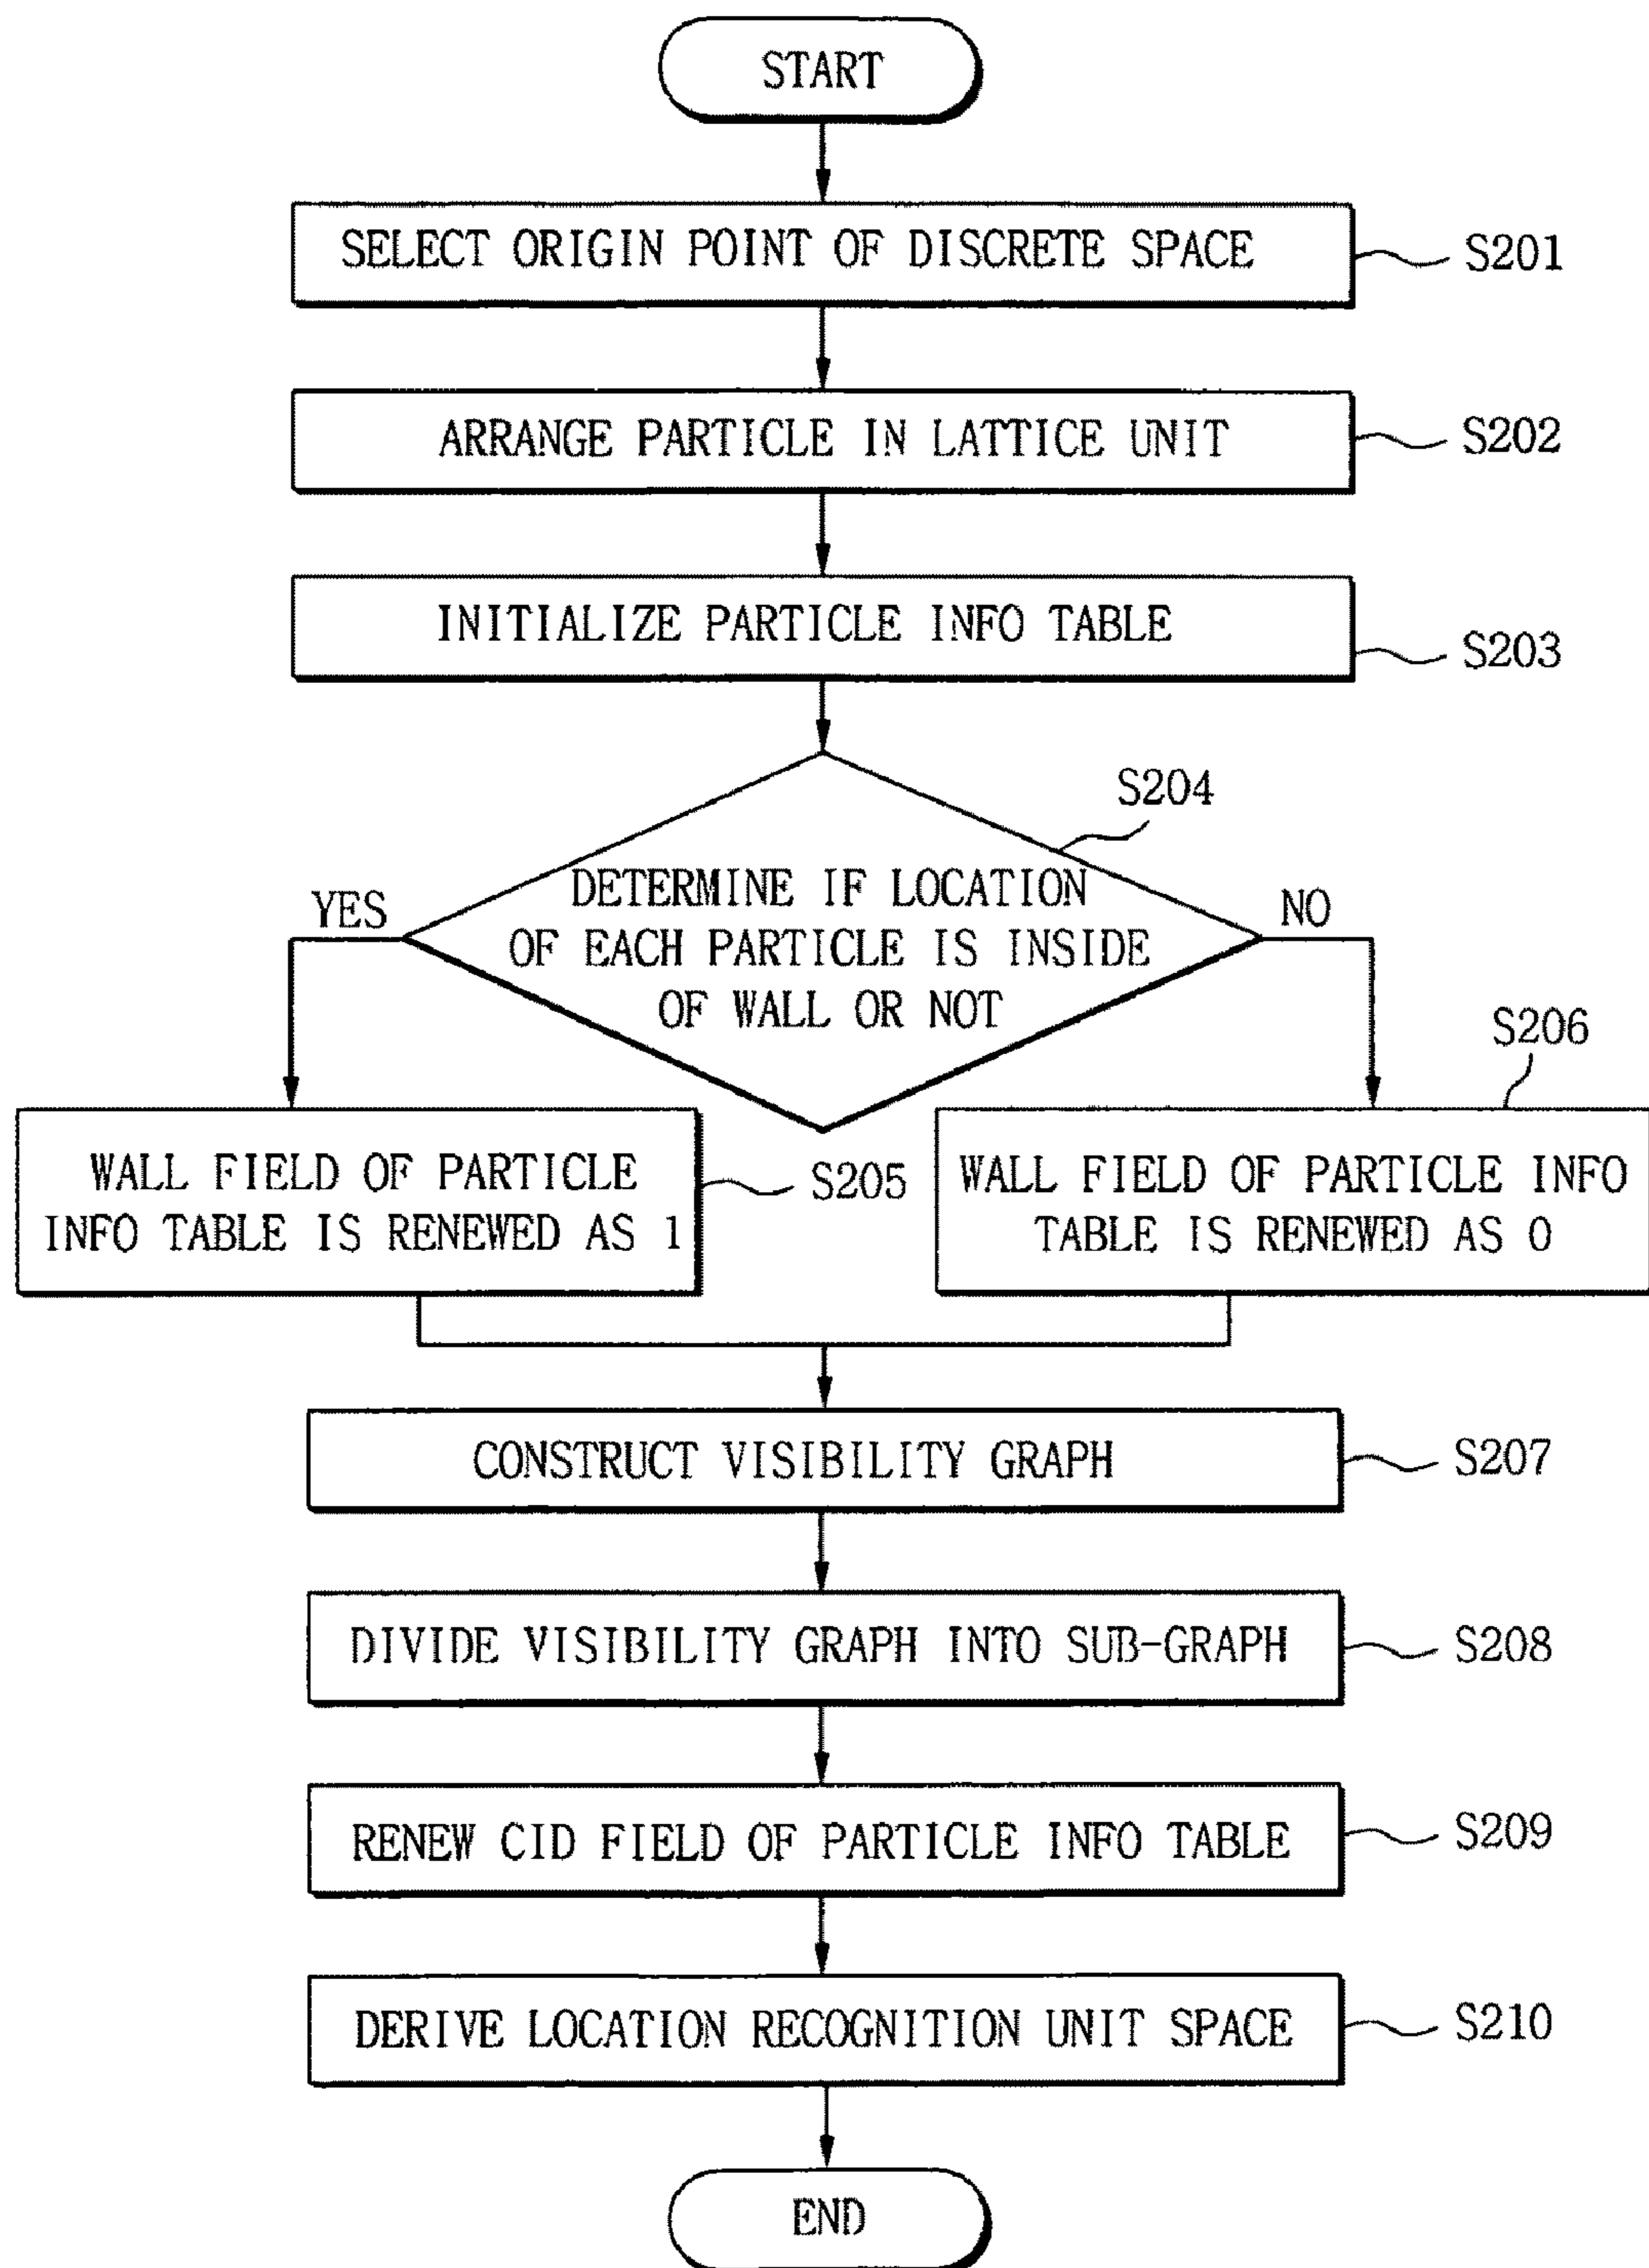 START
SELECT ORIGIN POINT OF DISCRETE SPACE
S201
ARRANGE PARTICLE IN LATTICE UNIT
S202
INITIALIZE PARTICLE INFO TABLE
S203
S204
DETERMINE IF LOCATION
OF EACH PARTICLE IS INSIDE
OF WALL OR NOT
YES
NO
WALL FIELD OF PARTICLE
INFO TABLE IS RENEWED AS 1
S205
S206
WALL FIELD OF PARTICLE INFO
TABLE IS RENEWED AS 0
CONSTRUCT VISIBILITY GRAPH
S207
DIVIDE VISIBILITY GRAPH INTO SUB-GRAPH
S208
RENEW CID FIELD OF PARTICLE INFO TABLE
S209
DERIVE LOCATION RECOGNITION UNIT SPACE
S210
END